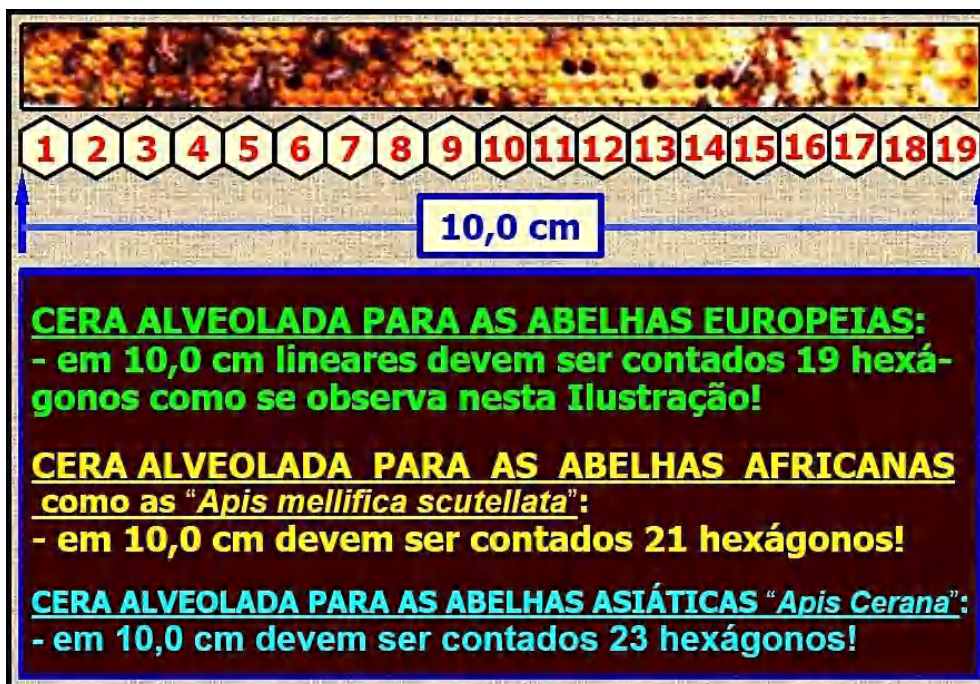 1 2 3 4 5 6 7 8 9 10 11 12 13 14 15 16 17 18 19
10,0 cm
CERA ALVEOLADA PARA AS ABELHAS EUROPEIAS:
- em 10,0 cm lineares devem ser contados 19 hexá-
gonos como se observa nesta Ilustração!
CERA ALVEOLADA PARA AS ABELHAS AFRICANAS
como as “Apis mellifica scutellata”:
- em 10,0 cm devem ser contados 21 hexágonos!
CERA ALVEOLADA PARA AS ABELHAS ASIÁTICAS “Apis Cerana”:
- em 10,0 cm devem ser contados 23 hexágonos!